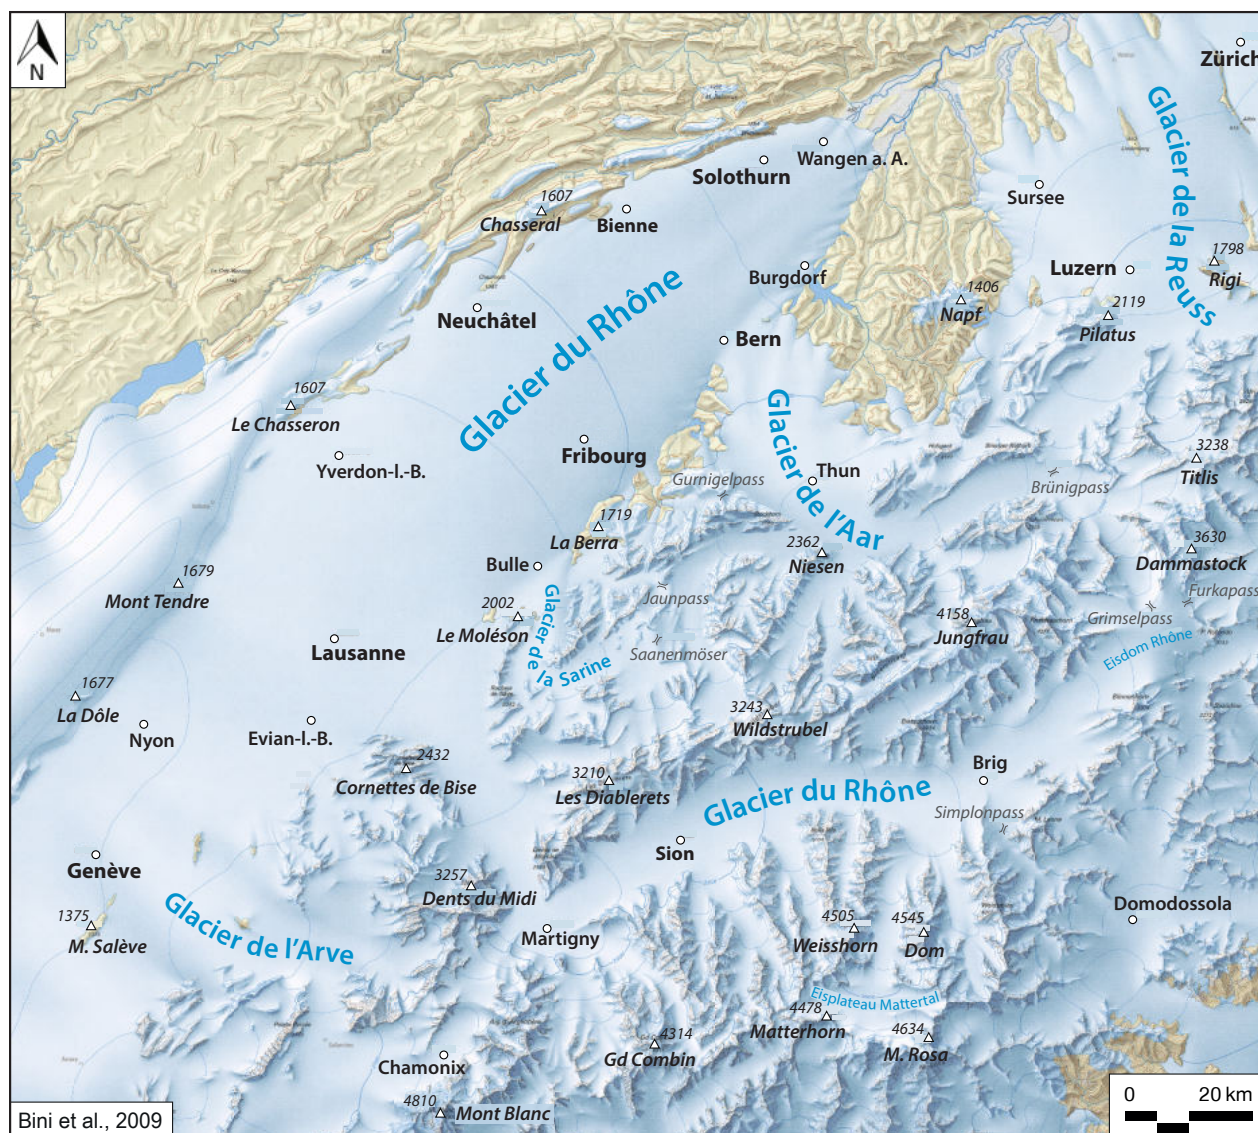 N
Zürich
Glacier de la Reuss
Wangen a. A.
Solothurn
Sursee
1607
Chasseral
Bienne
1798
Rigi
Luzern
Burgdorf
1406
Napf
2119
Pilatus
Neuchâtel
Glacier du Rhône
Bern
1607
Le Chasseron
Glacier de l'Aar
Yverdon-l.-B.
Fribourg
Gurnigelpass
Thun
Brünigpass
3238
Titlis
1719
La Berra
2362
Niesen
3630
Dammastock
Furkapass
Bulle
1679
Mont Tendre
Jaunpass
2002
Le Moléson
Glacier de la Sarine
Saanenmöser
4158
Jungfrau
Grimselpass
Eisdom Rhône
Lausanne
1677
La Dôle
Nyon
Evian-l.-B.
3243
Wildstrubel
2432
Cornettes de Bise
3210
Les Diablerets
Glacier du Rhône
Brig
Simplonpass
Sion
Genève
3257
Dents du Midi
Glacier de l'Arve
1375
M. Salève
Martigny
4505
Weisshorn
4545
Dom
Domodossola
Eisplateau Mattertal
4478
Matterhorn
4634
M. Rosa
4314
Gd Combin
Chamonix
4810
Mont Blanc
0 20 km
Bini et al., 2009